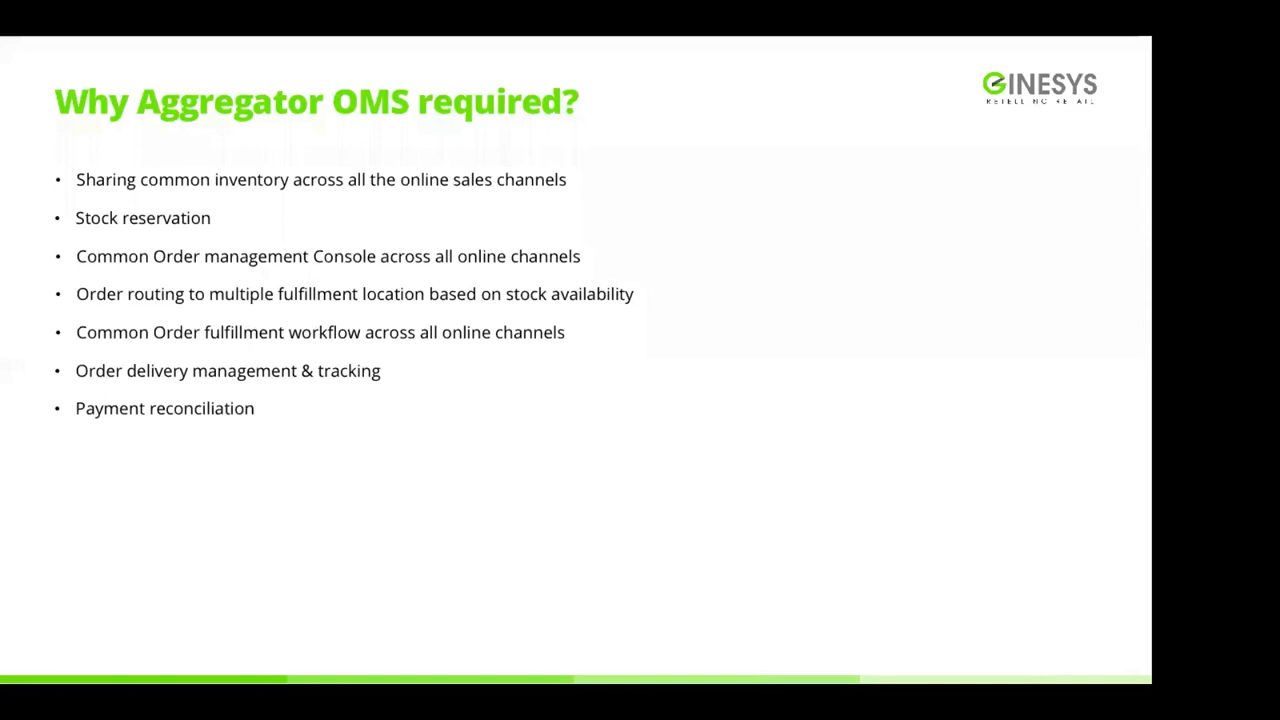 Why Aggregator OMS required?
GINESYS
RETELLING RETAIL
• Sharing common inventory across all the online sales channels
• Stock reservation
• Common Order management Console across all online channels
• Order routing to multiple fulfillment location based on stock availability
• Common Order fulfillment workflow across all online channels
• Order delivery management & tracking
• Payment reconciliation